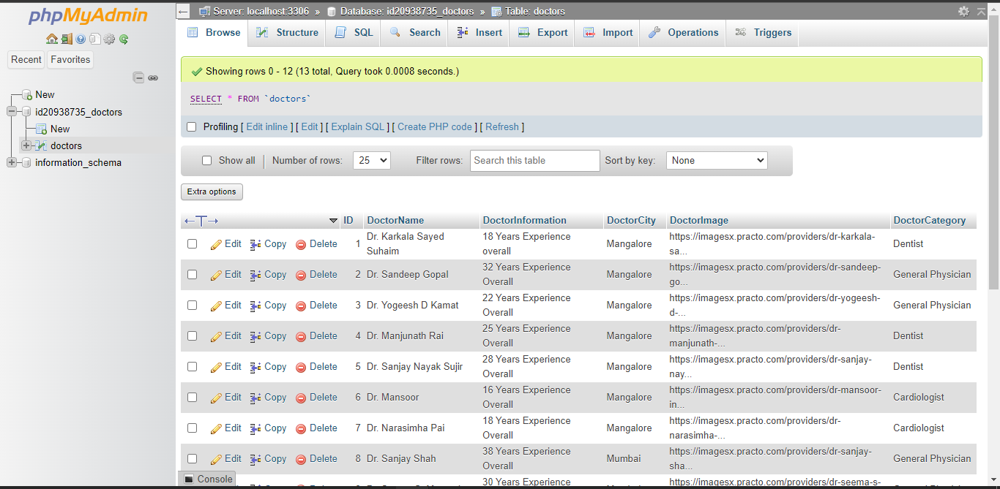 phpMyAdmin
Recent Favorites
New
id20938735_doctors
New
doctors
information_schema
Server: localhost:3306 » Database: id20938735_doctors » Table: doctors
Browse Structure SQL Search Insert Export Import Operations Triggers
Showing rows 0 - 12 (13 total, Query took 0.0008 seconds.)
SELECT * FROM `doctors`
Profiling [ Edit inline ] [ Edit ] [ Explain SQL ] [ Create PHP code ] [ Refresh ]
Show all Number of rows: 25 Filter rows: Search this table Sort by key: None
Extra options
←T→ ID DoctorName DoctorInformation DoctorCity DoctorImage DoctorCategory
Edit Copy Delete 1 Dr. Karkala Sayed Suhaim 18 Years Experience overall Mangalore https://imagesx.practo.com/providers/dr-karkala-sa... Dentist
Edit Copy Delete 2 Dr. Sandeep Gopal 32 Years Experience Overall Mangalore https://imagesx.practo.com/providers/dr-sandeep-go... General Physician
Edit Copy Delete 3 Dr. Yogeesh D Kamat 22 Years Experience Overall Mangalore https://imagesx.practo.com/providers/dr-yogeesh-d-... General Physician
Edit Copy Delete 4 Dr. Manjunath Rai 25 Years Experience Overall Mangalore https://imagesx.practo.com/providers/dr-manjunath-... Dentist
Edit Copy Delete 5 Dr. Sanjay Nayak Sujir 28 Years Experience Overall Mangalore https://imagesx.practo.com/providers/dr-sanjay-nay... Dentist
Edit Copy Delete 6 Dr. Mansoor 16 Years Experience Overall Mangalore https://imagesx.practo.com/providers/dr-mansoor-in... Cardiologist
Edit Copy Delete 7 Dr. Narasimha Pai 18 Years Experience Overall Mangalore https://imagesx.practo.com/providers/dr-narasimha-... Cardiologist
Edit Copy Delete 8 Dr. Sanjay Shah 38 Years Experience Overall Mumbai https://imagesx.practo.com/providers/dr-sanjay-sha... General Physician
30 Years Experience https://imagesx.practo.com/providers/dr-seema-s-
Console